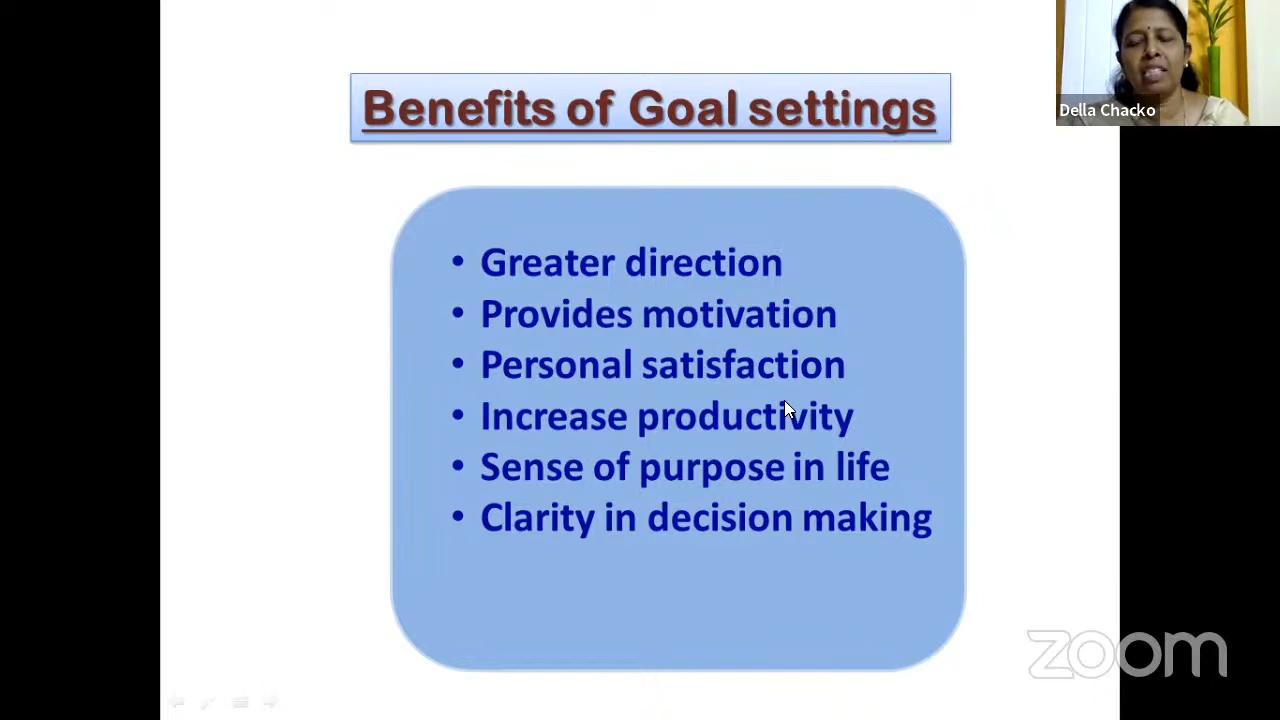 Benefits of Goal settings
Della Chacko
• Greater direction
• Provides motivation
• Personal satisfaction
• Increase productivity
• Sense of purpose in life
• Clarity in decision making
zoom